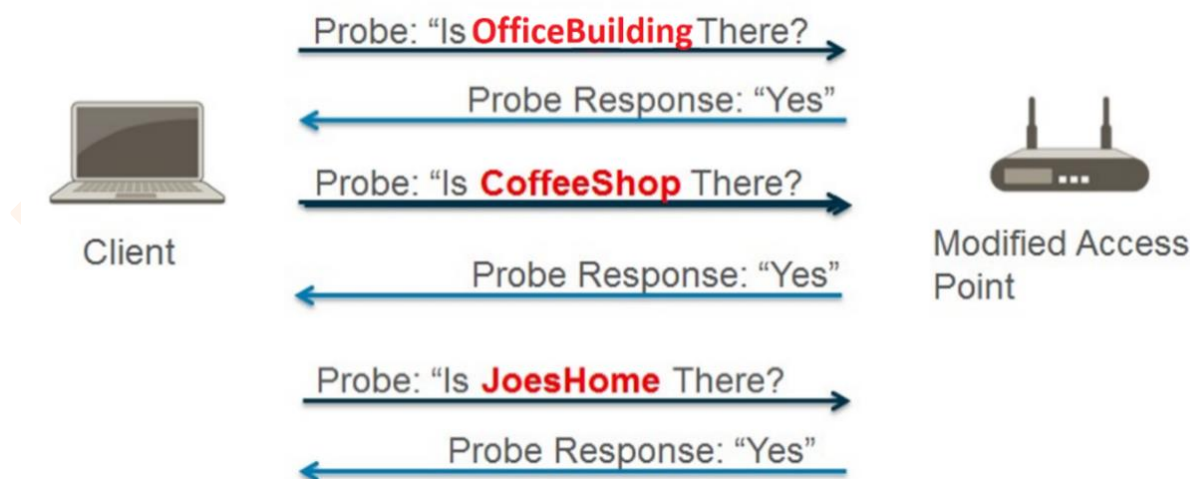 Probe: “Is OfficeBuilding There?
Probe Response: “Yes”
Probe: “Is CoffeeShop There?
Client
Modified Access
Point
Probe Response: “Yes”
Probe: “Is JoesHome There?
Probe Response: “Yes”